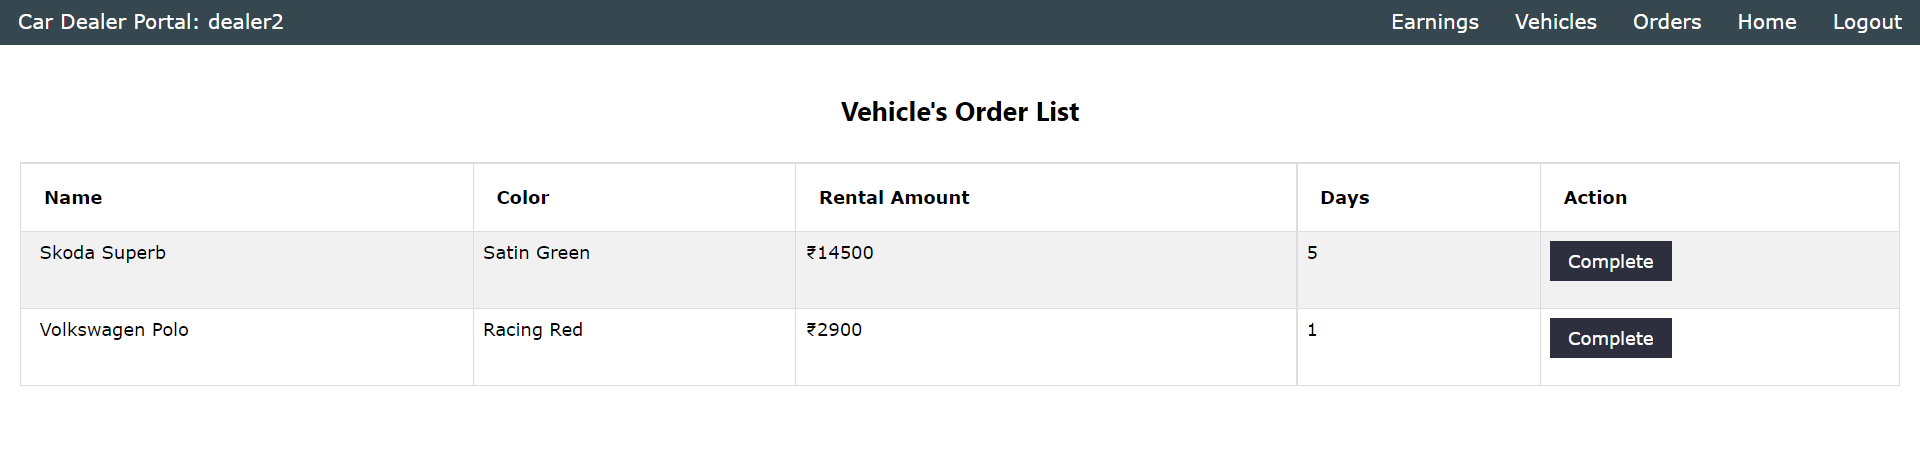 Car Dealer Portal: dealer2 Earnings Vehicles Orders Home Logout
Vehicle's Order List
Name Color Rental Amount Days Action
Skoda Superb Satin Green ₹14500 5 Complete
Volkswagen Polo Racing Red ₹2900 1 Complete